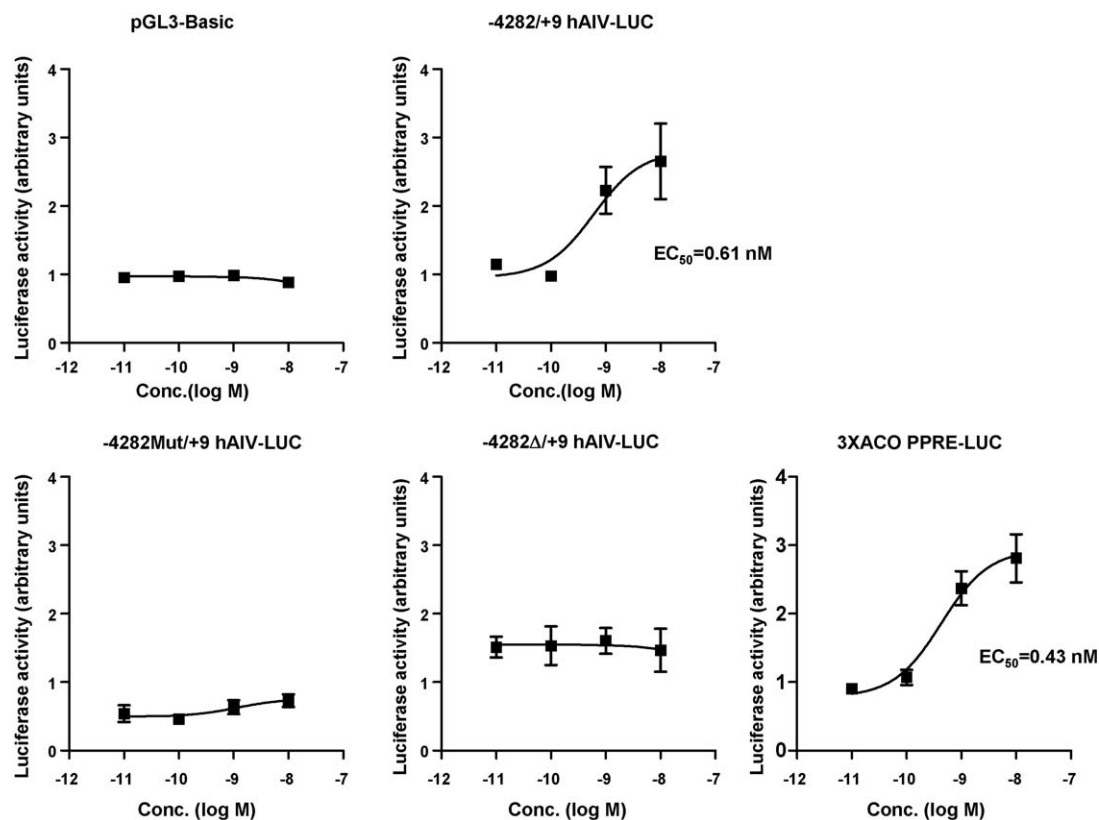 pGL3-Basic
Luciferase activity (arbitrary units)
4
3
2
1
0
-12 -11 -10 -9 -8 -7
Conc.(log M)
-4282/+9 hAIV-LUC
Luciferase activity (arbitrary units)
4
3
2
1
0
EC50=0.61 nM
-12 -11 -10 -9 -8 -7
Conc.(log M)
-4282Mut/+9 hAIV-LUC
Luciferase activity (arbitrary units)
4
3
2
1
0
-12 -11 -10 -9 -8 -7
Conc. (log M)
-4282Δ/+9 hAIV-LUC
Luciferase activity (arbitrary units)
4
3
2
1
0
-12 -11 -10 -9 -8 -7
Conc. (log M)
3XACO PPRE-LUC
Luciferase activity (arbitrary units)
4
3
2
1
0
EC50=0.43 nM
-12 -11 -10 -9 -8 -7
Conc. (log M)